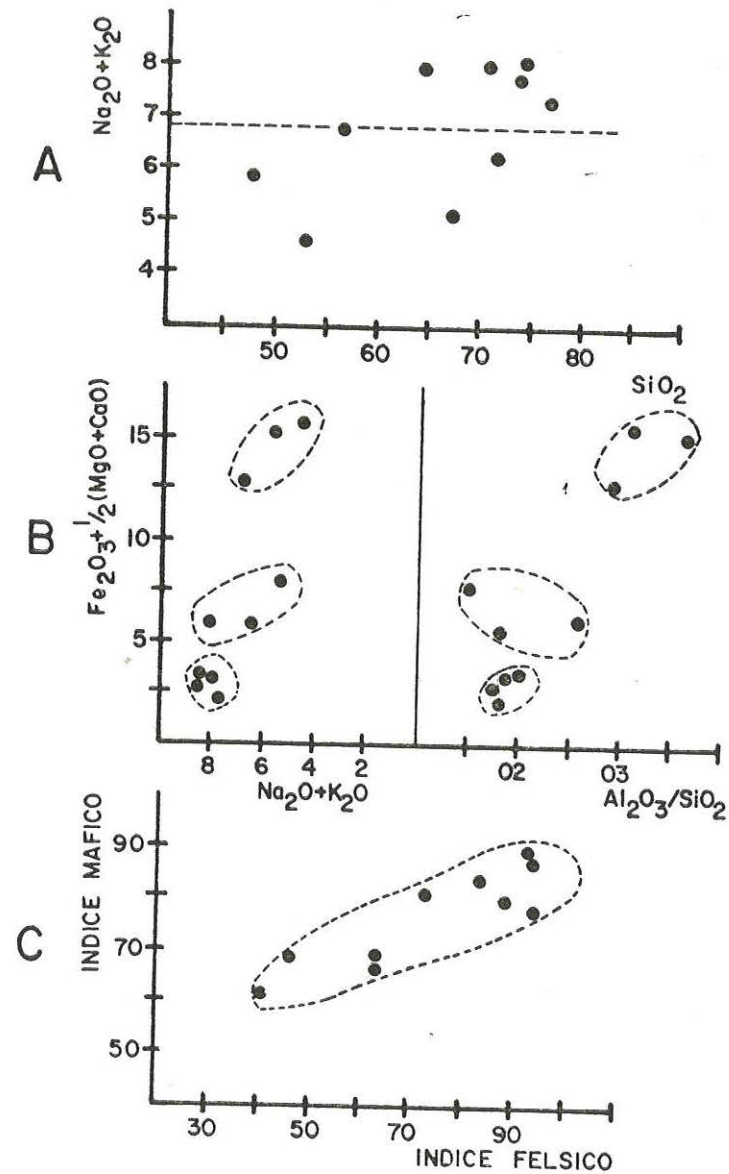 A
Na2O+K2O
8
7
6
5
4
50 60 70 80
SiO2
B
Fe2O3+1/2(MgO+CaO)
15
10
5
8 6 4 2
Na2O+K2O
02 03
Al2O3/SiO2
C
INDICE MAFICO
90
70
50
30 50 70 90
INDICE FELSICO